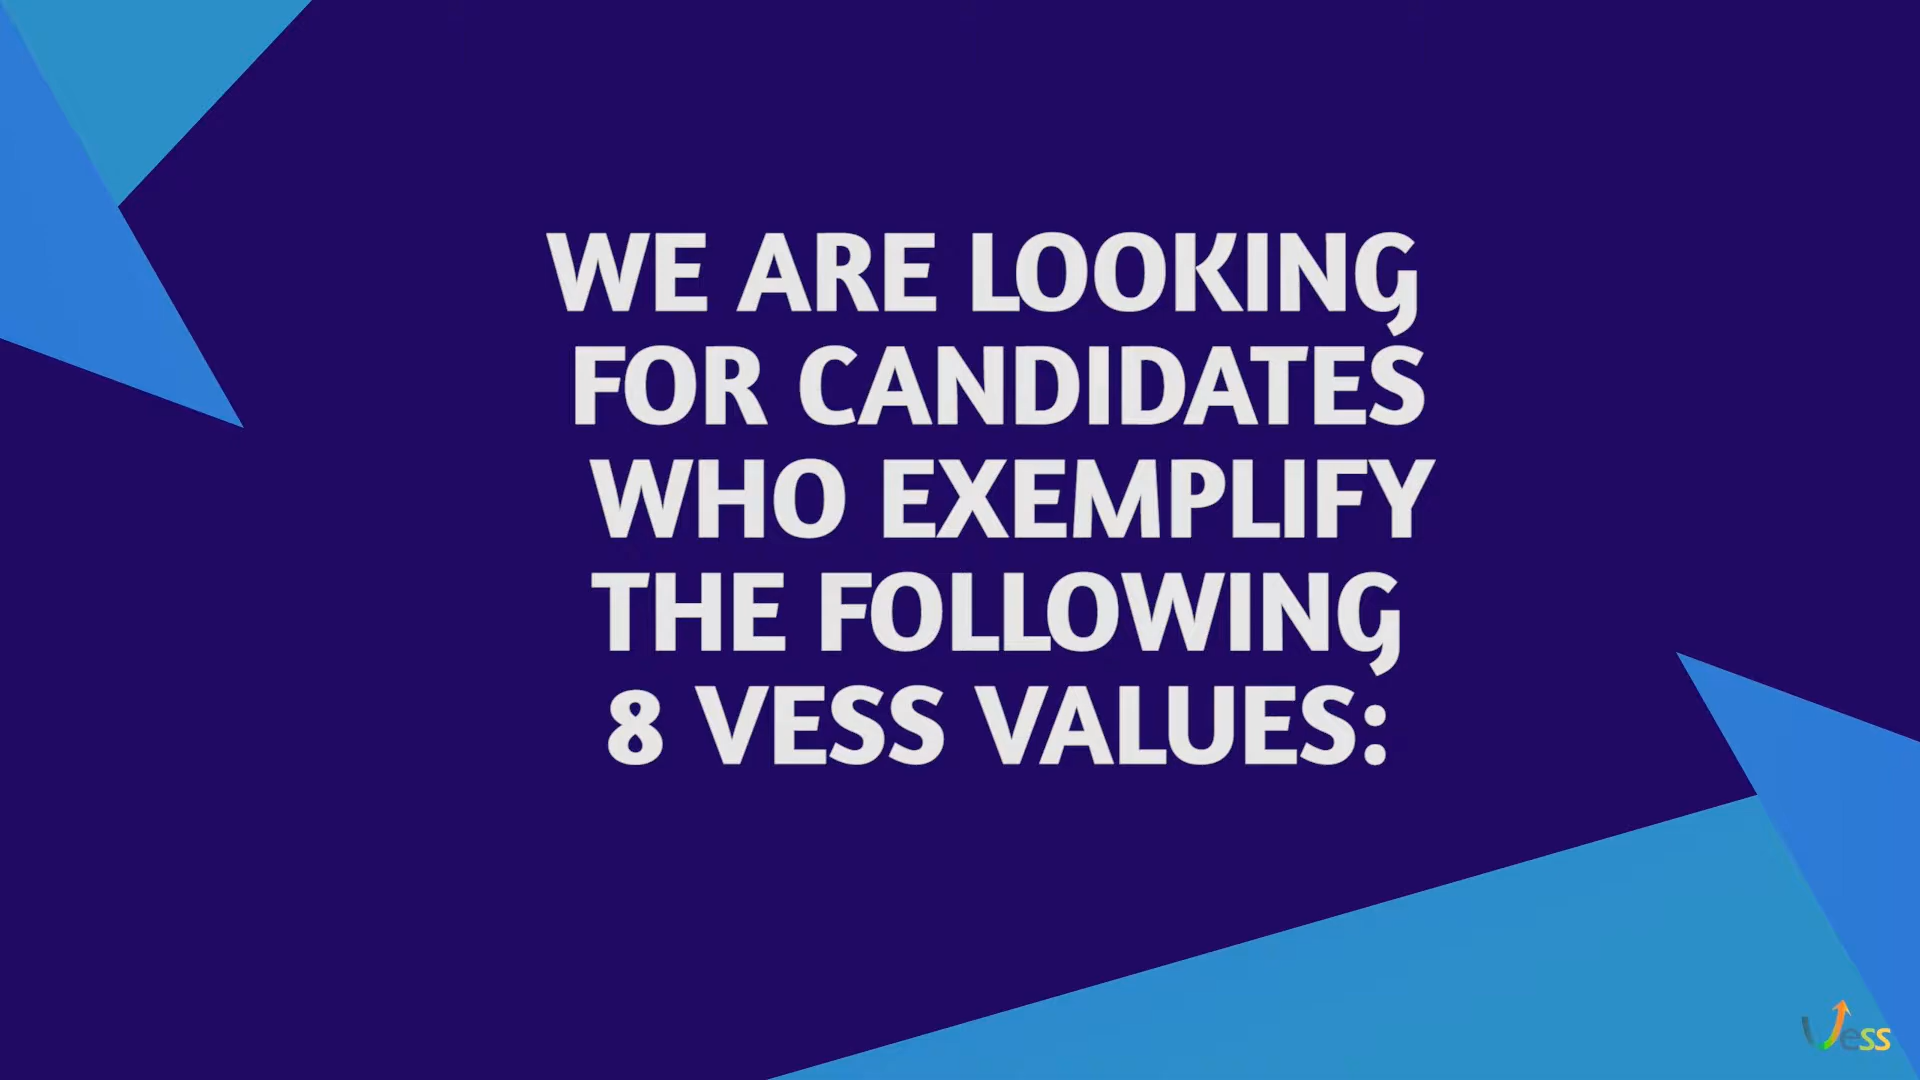 WE ARE LOOKING
FOR CANDIDATES
WHO EXEMPLIFY
THE FOLLOWING
8 VESS VALUES:
Vess